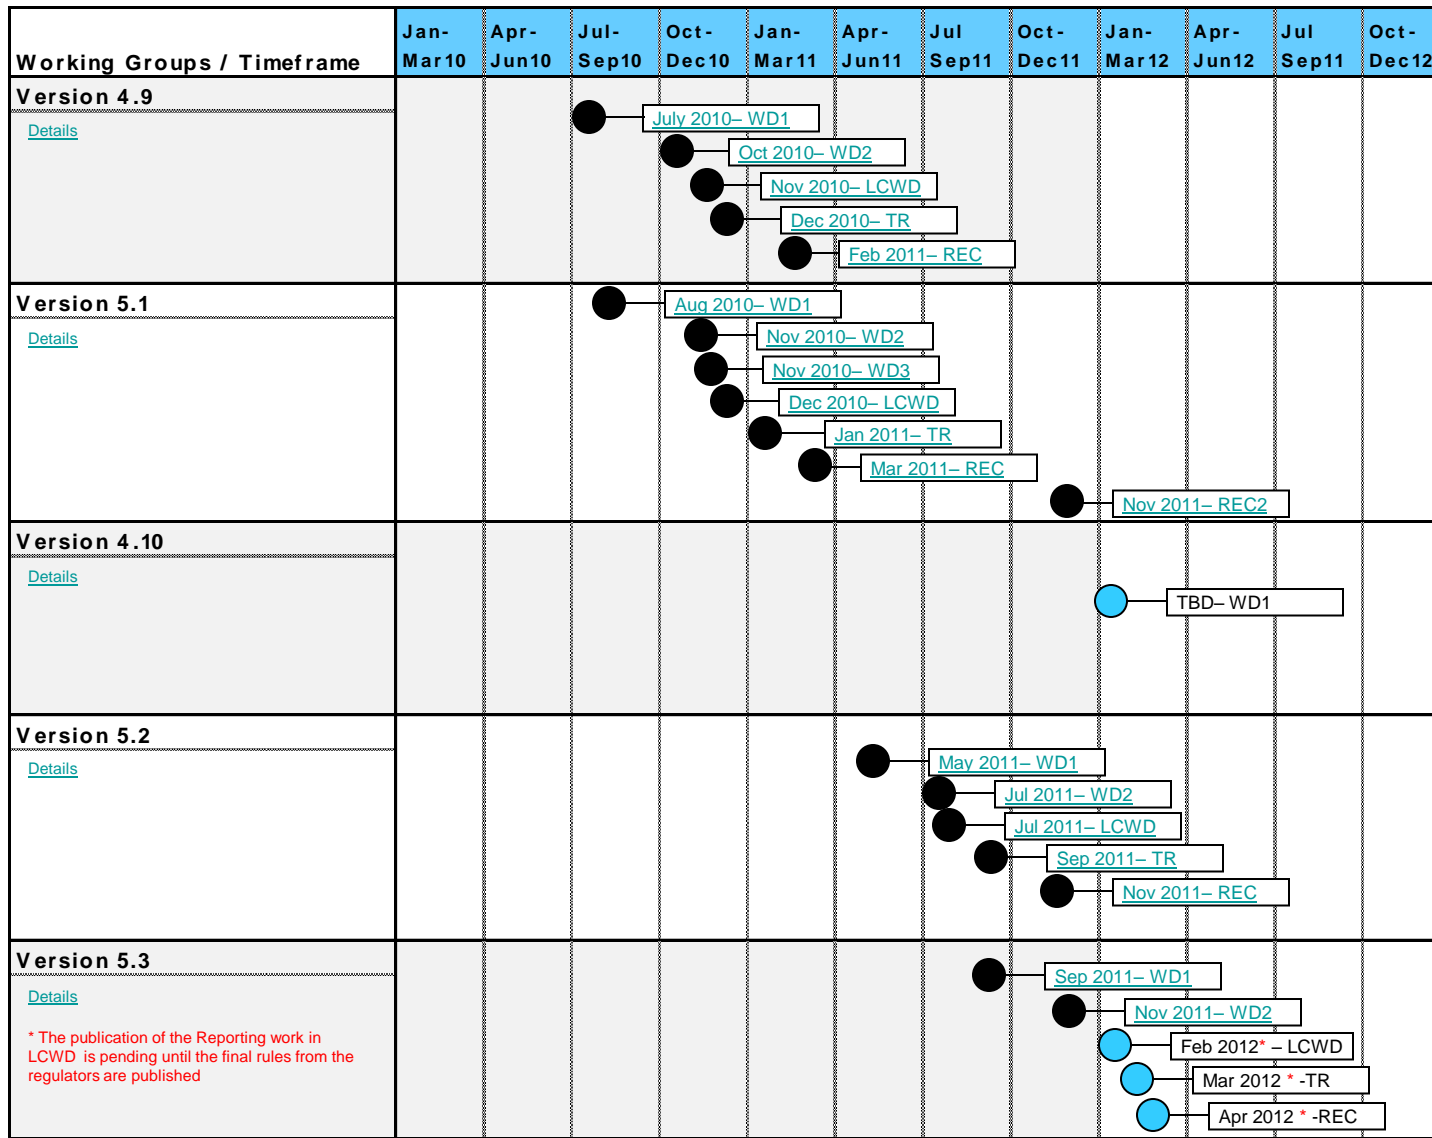 Working Groups / Timeframe
Jan-
Mar10
Apr-
Jun10
Jul-
Sep10
Oct-
Dec10
Jan-
Mar11
Apr-
Jun11
Jul
Sep11
Oct-
Dec11
Jan-
Mar12
Apr-
Jun12
Jul
Sep11
Oct-
Dec12
Version 4.9
Details
July 2010– WD1
Oct 2010– WD2
Nov 2010– LCWD
Dec 2010– TR
Feb 2011– REC
Version 5.1
Details
Aug 2010– WD1
Nov 2010– WD2
Nov 2010– WD3
Dec 2010– LCWD
Jan 2011– TR
Mar 2011– REC
Nov 2011– REC2
Version 4.10
Details
TBD– WD1
Version 5.2
Details
May 2011– WD1
Jul 2011– WD2
Jul 2011– LCWD
Sep 2011– TR
Nov 2011– REC
Version 5.3
Details
* The publication of the Reporting work in
LCWD is pending until the final rules from the
regulators are published
Sep 2011– WD1
Nov 2011– WD2
Feb 2012* – LCWD
Mar 2012 * -TR
Apr 2012 * -REC